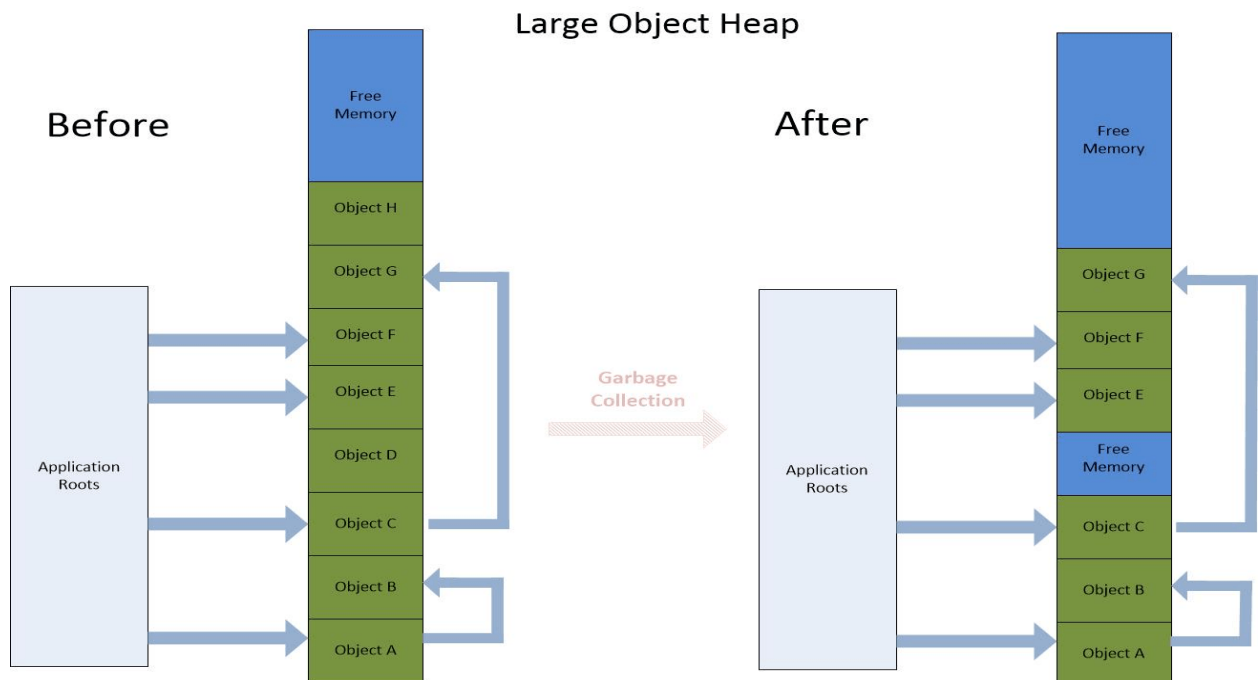 Large Object Heap
Before
Free
Memory
Object H
Object G
Object F
Object E
Object D
Object C
Object B
Object A
Application
Roots
Garbage
Collection
After
Free
Memory
Object G
Object F
Object E
Free
Memory
Object C
Object B
Object A
Application
Roots